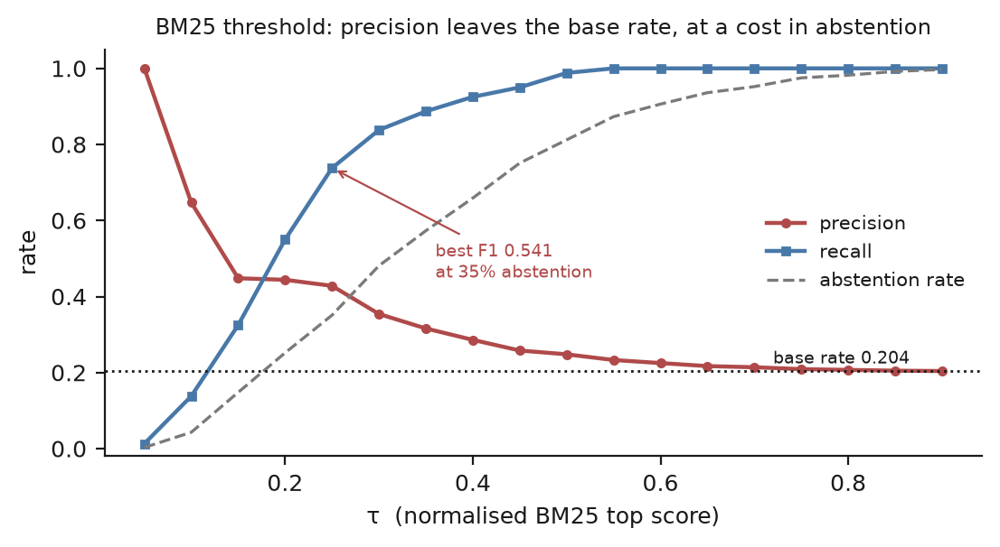 BM25 threshold: precision leaves the base rate, at a cost in abstention
rate
1.0
0.8
0.6
0.4
0.2
0.0
best F1 0.541
at 35% abstention
precision
recall
abstention rate
base rate 0.204
0.2
0.4
0.6
0.8
τ (normalised BM25 top score)